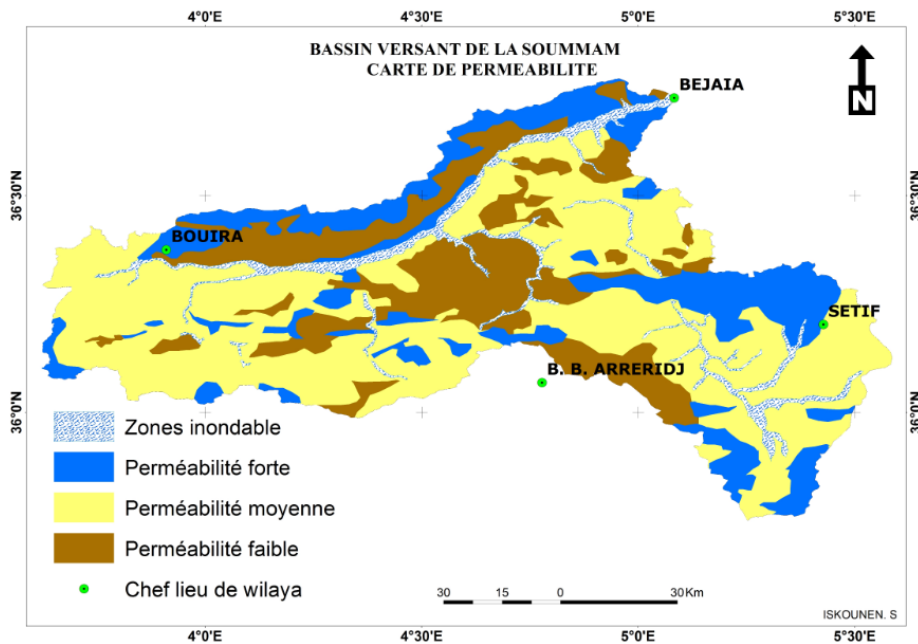 4°0'E 4°30'E 5°0'E 5°30'E
BASSIN VERSANT DE LA SOUMMAM
CARTE DE PERMEABILITE
N
BEJAIA
36°30'N 36°30'N
BOUIRA
SETIF
B. B. ARRERIDJ
36°0'N 36°0'N
Zones inondable
Perméabilité forte
Perméabilité moyenne
Perméabilité faible
Chef lieu de wilaya
30 15 0 30 Km
ISKOUNEN. S
4°0'E 4°30'E 5°0'E 5°30'E